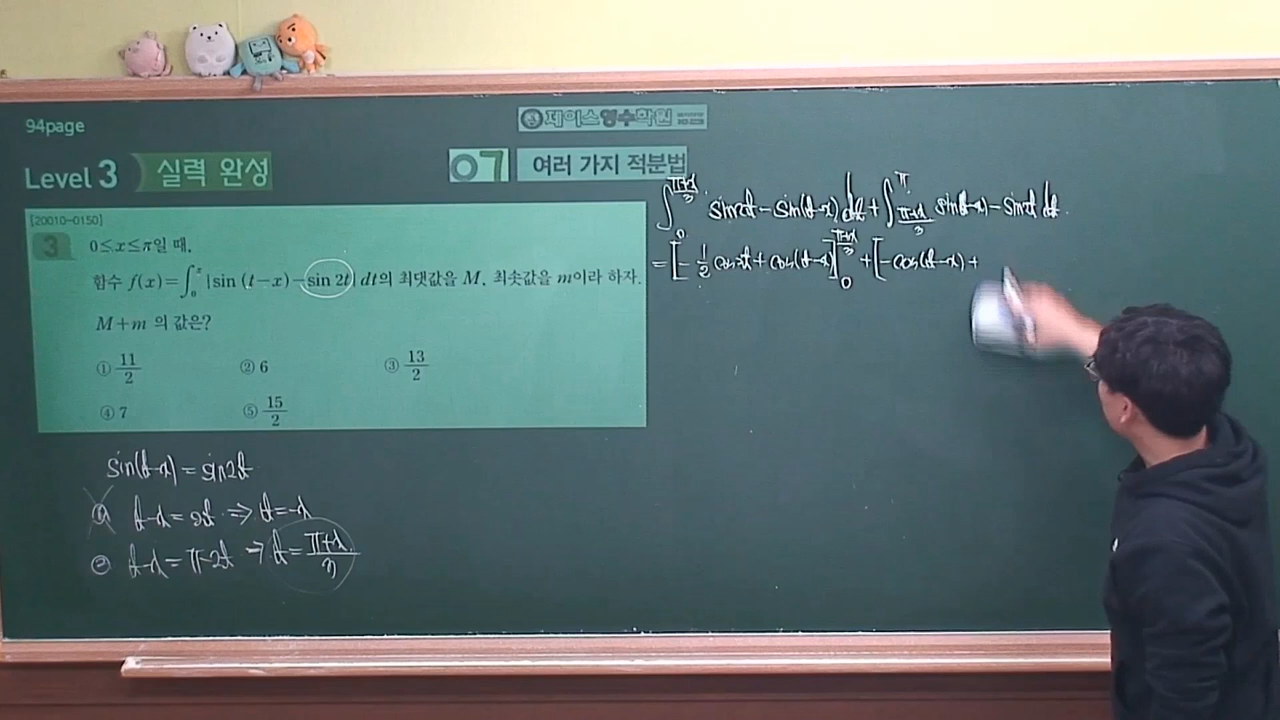 94page
제이스영수학원
Level 3 실력 완성
07 여러 가지 적분법
[20010-0150]
3 0≤x≤π일 때,
함수 f(x)=∫₀^π |sin (t-x)-sin 2t| dt의 최댓값을 M, 최솟값을 m이라 하자.
M+m 의 값은?
① 11/2 ② 6 ③ 13/2
④ 7 ⑤ 15/2
sin(t-x)=sin2t
① t-x=2t ⇒ t=-x
② t-x=π-2t → t=(π+x)/3
∫₀^((π+x)/3) sin2t-sin(t-x) dt+∫_((π+x)/3)^π sin(t-x)-sin2t dt.
=[-1/2 cos2t+cos(t-x)]₀^((π+x)/3) +[-cos(t-x)+